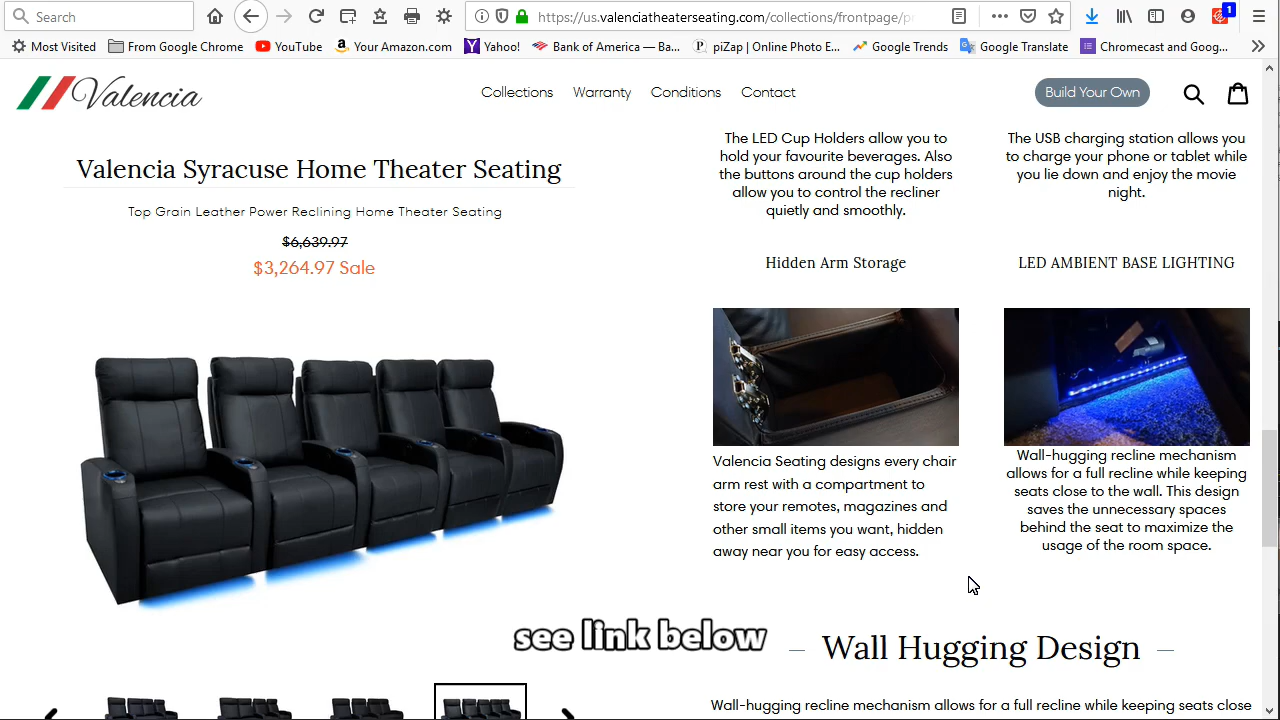 Search
https://us.valenciatheaterseating.com/collections/frontpage/pr
1
Most Visited
From Google Chrome
YouTube
Your Amazon.com
Yahoo!
Bank of America — Ba...
piZap | Online Photo E...
Google Trends
Google Translate
Chromecast and Goog...
Valencia
Collections
Warranty
Conditions
Contact
Build Your Own
Valencia Syracuse Home Theater Seating
Top Grain Leather Power Reclining Home Theater Seating
$6,639.97
$3,264.97 Sale
The LED Cup Holders allow you to
hold your favourite beverages. Also
the buttons around the cup holders
allow you to control the recliner
quietly and smoothly.
The USB charging station allows you
to charge your phone or tablet while
you lie down and enjoy the movie
night.
Hidden Arm Storage
LED AMBIENT BASE LIGHTING
Valencia Seating designs every chair
arm rest with a compartment to
store your remotes, magazines and
other small items you want, hidden
away near you for easy access.
Wall-hugging recline mechanism
allows for a full recline while keeping
seats close to the wall. This design
saves the unnecessary spaces
behind the seat to maximize the
usage of the room space.
see link below
Wall Hugging Design
Wall-hugging recline mechanism allows for a full recline while keeping seats close